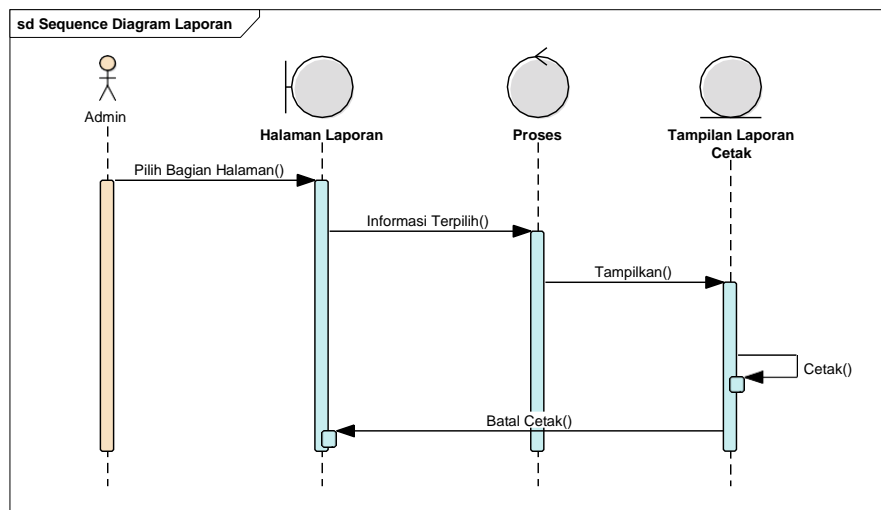 sd Sequence Diagram Laporan
Admin
Halaman Laporan
Proses
Tampilan Laporan
Cetak
Pilih Bagian Halaman()
Informasi Terpilih()
Tampilkan()
Cetak()
Batal Cetak()